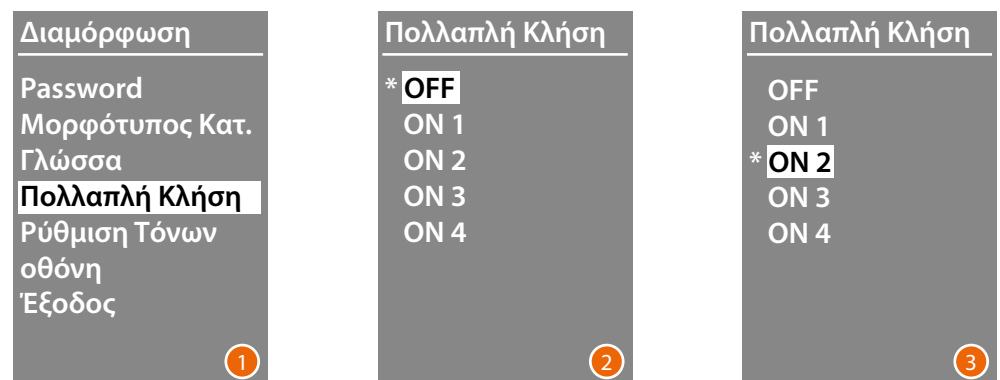 Διαμόρφωση
Password
Μορφότυπος Κατ.
Γλώσσα
Πολλαπλή Κλήση
Ρύθμιση Τόνων
οθόνη
Έξοδος
1
Πολλαπλή Κλήση
* OFF
ON 1
ON 2
ON 3
ON 4
2
Πολλαπλή Κλήση
OFF
ON 1
* ON 2
ON 3
ON 4
3